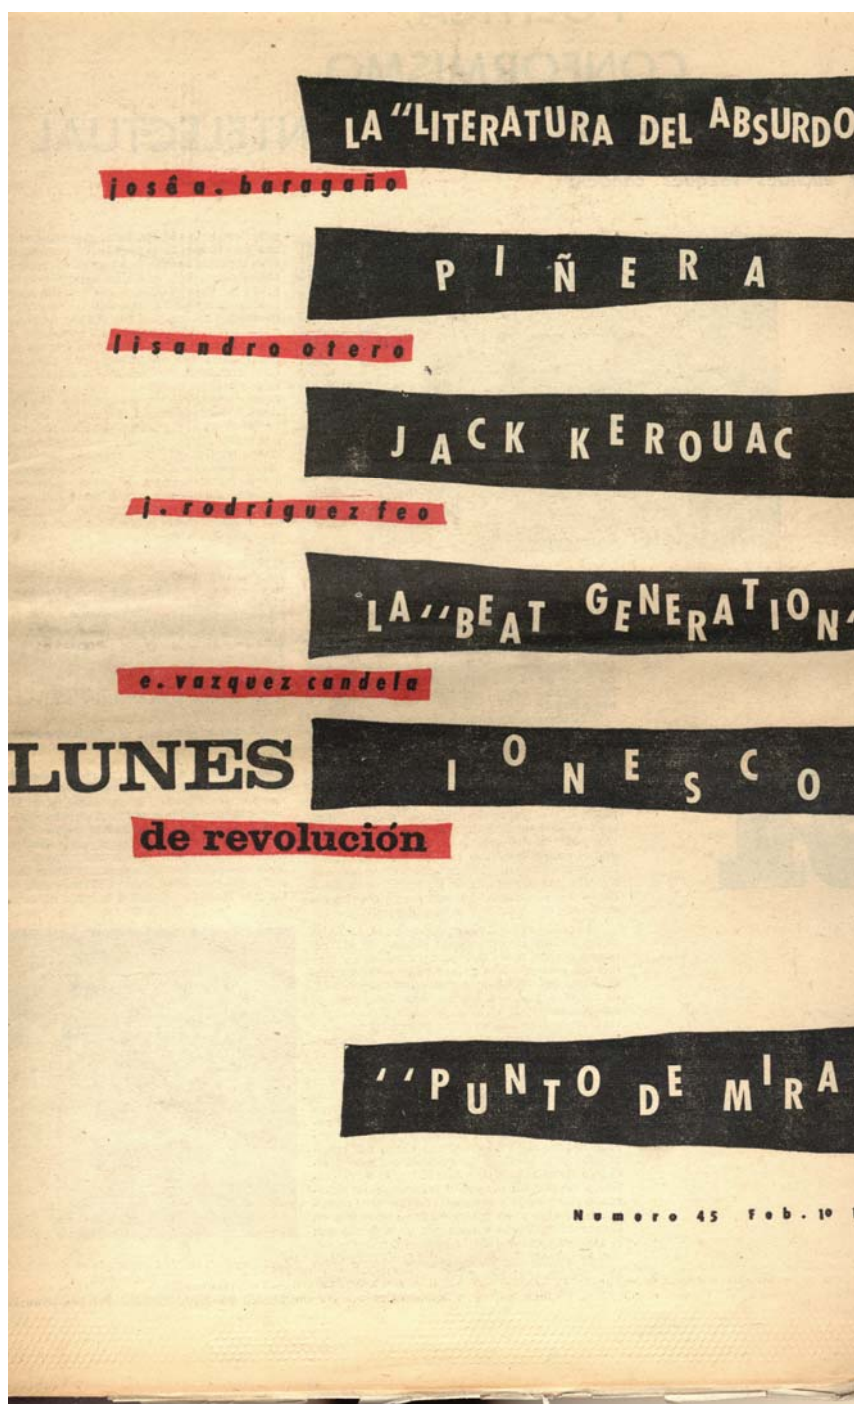 LA "LITERATURA DEL ABSURDO
josê a. baragaño
PIÑERA
lisandro otero
JACK KEROUAC
j. rodriguez feo
LA "BEAT GENERATION"
e. vazquez candela
LUNES
IONESCO
de revolución
"PUNTO DE MIRA
Numero 45 Feb. 1º